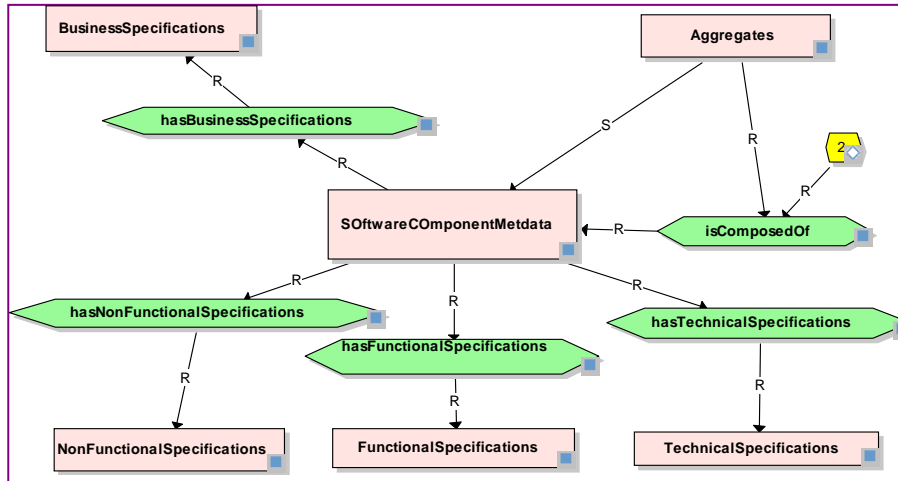 BusinessSpecifications
Aggregates
R
hasBusinessSpecifications
S
R
2
R
R
SOftwareCOmponentMetdata
R
isComposedOf
R
R
R
hasNonFunctionalSpecifications
R
hasTechnicalSpecifications
hasFunctionalSpecifications
R
R
R
NonFunctionalSpecifications
FunctionalSpecifications
TechnicalSpecifications